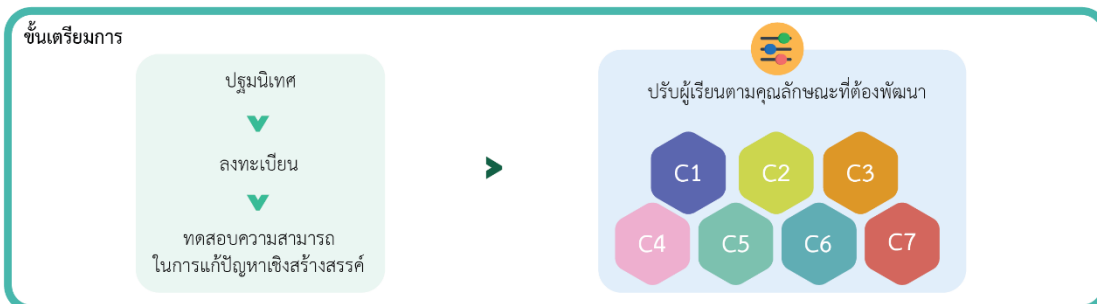 ขั้นเตรียมการ
ปฐมนิเทศ
ลงทะเบียน
ทดสอบความสามารถ
ในการแก้ปัญหาเชิงสร้างสรรค์
ปรับผู้เรียนตามคุณลักษณะที่ต้องพัฒนา
C1 C2 C3
C4 C5 C6 C7